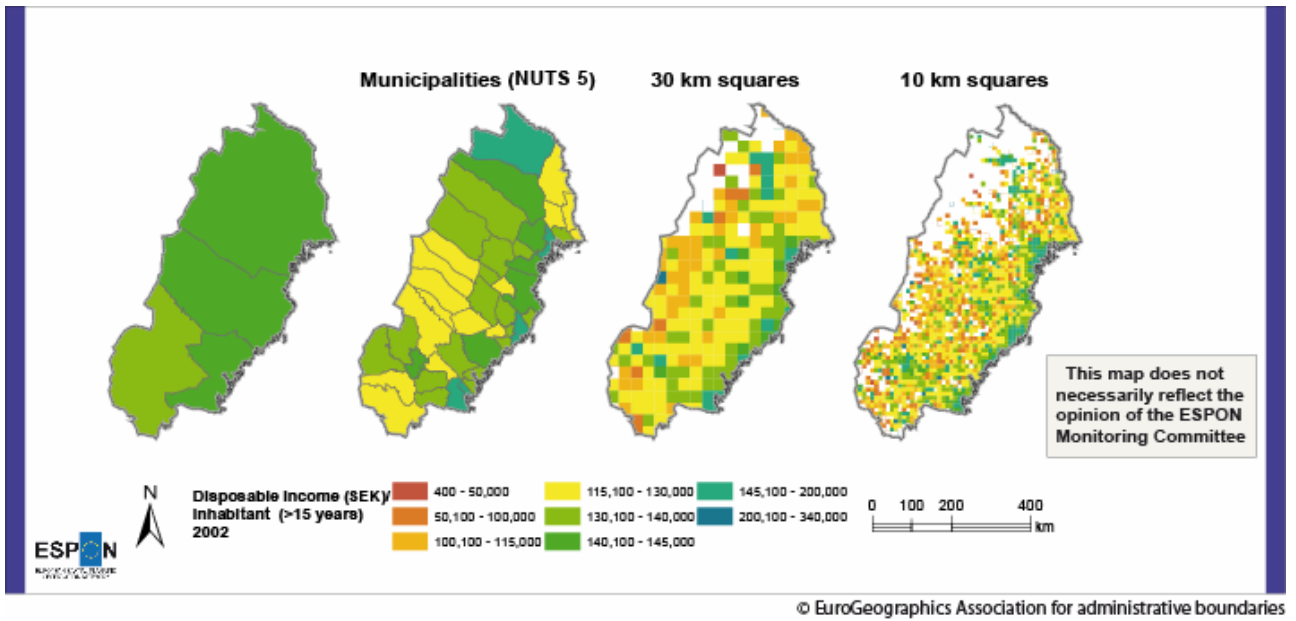 Municipalities (NUTS 5)
30 km squares
10 km squares
This map does not
necessarily reflect the
opinion of the ESPON
Monitoring Committee
N
Disposable Income (SEK)/
Inhabitant (>15 years)
2002
400 - 50,000
50,100 - 100,000
100,100 - 115,000
115,100 - 130,000
130,100 - 140,000
140,100 - 145,000
145,100 - 200,000
200,100 - 340,000
0 100 200 400
km
ESPON
© EuroGeographics Association for administrative boundaries